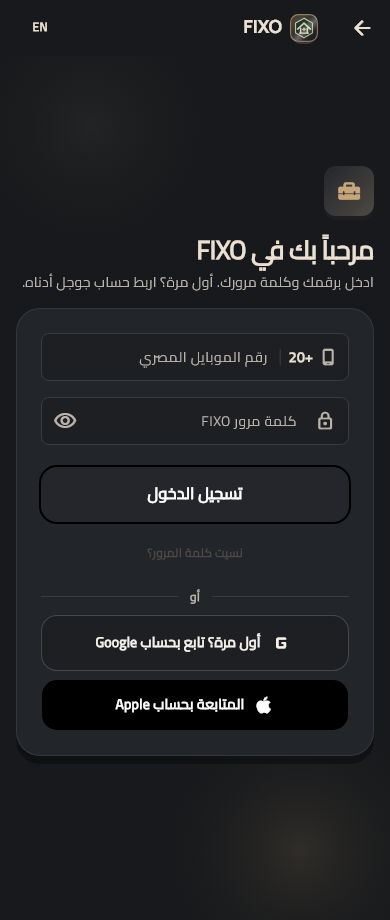 FIXO
EN
مرحباً بك في FIXO
ادخل برقمك وكلمة مرورك. أول مرة؟ اربط حساب جوجل أدناه.
+20 رقم الموبايل المصري
كلمة مرور FIXO
تسجيل الدخول
نسيت كلمة المرور؟
أو
G أول مرة؟ تابع بحساب Google
المتابعة بحساب Apple